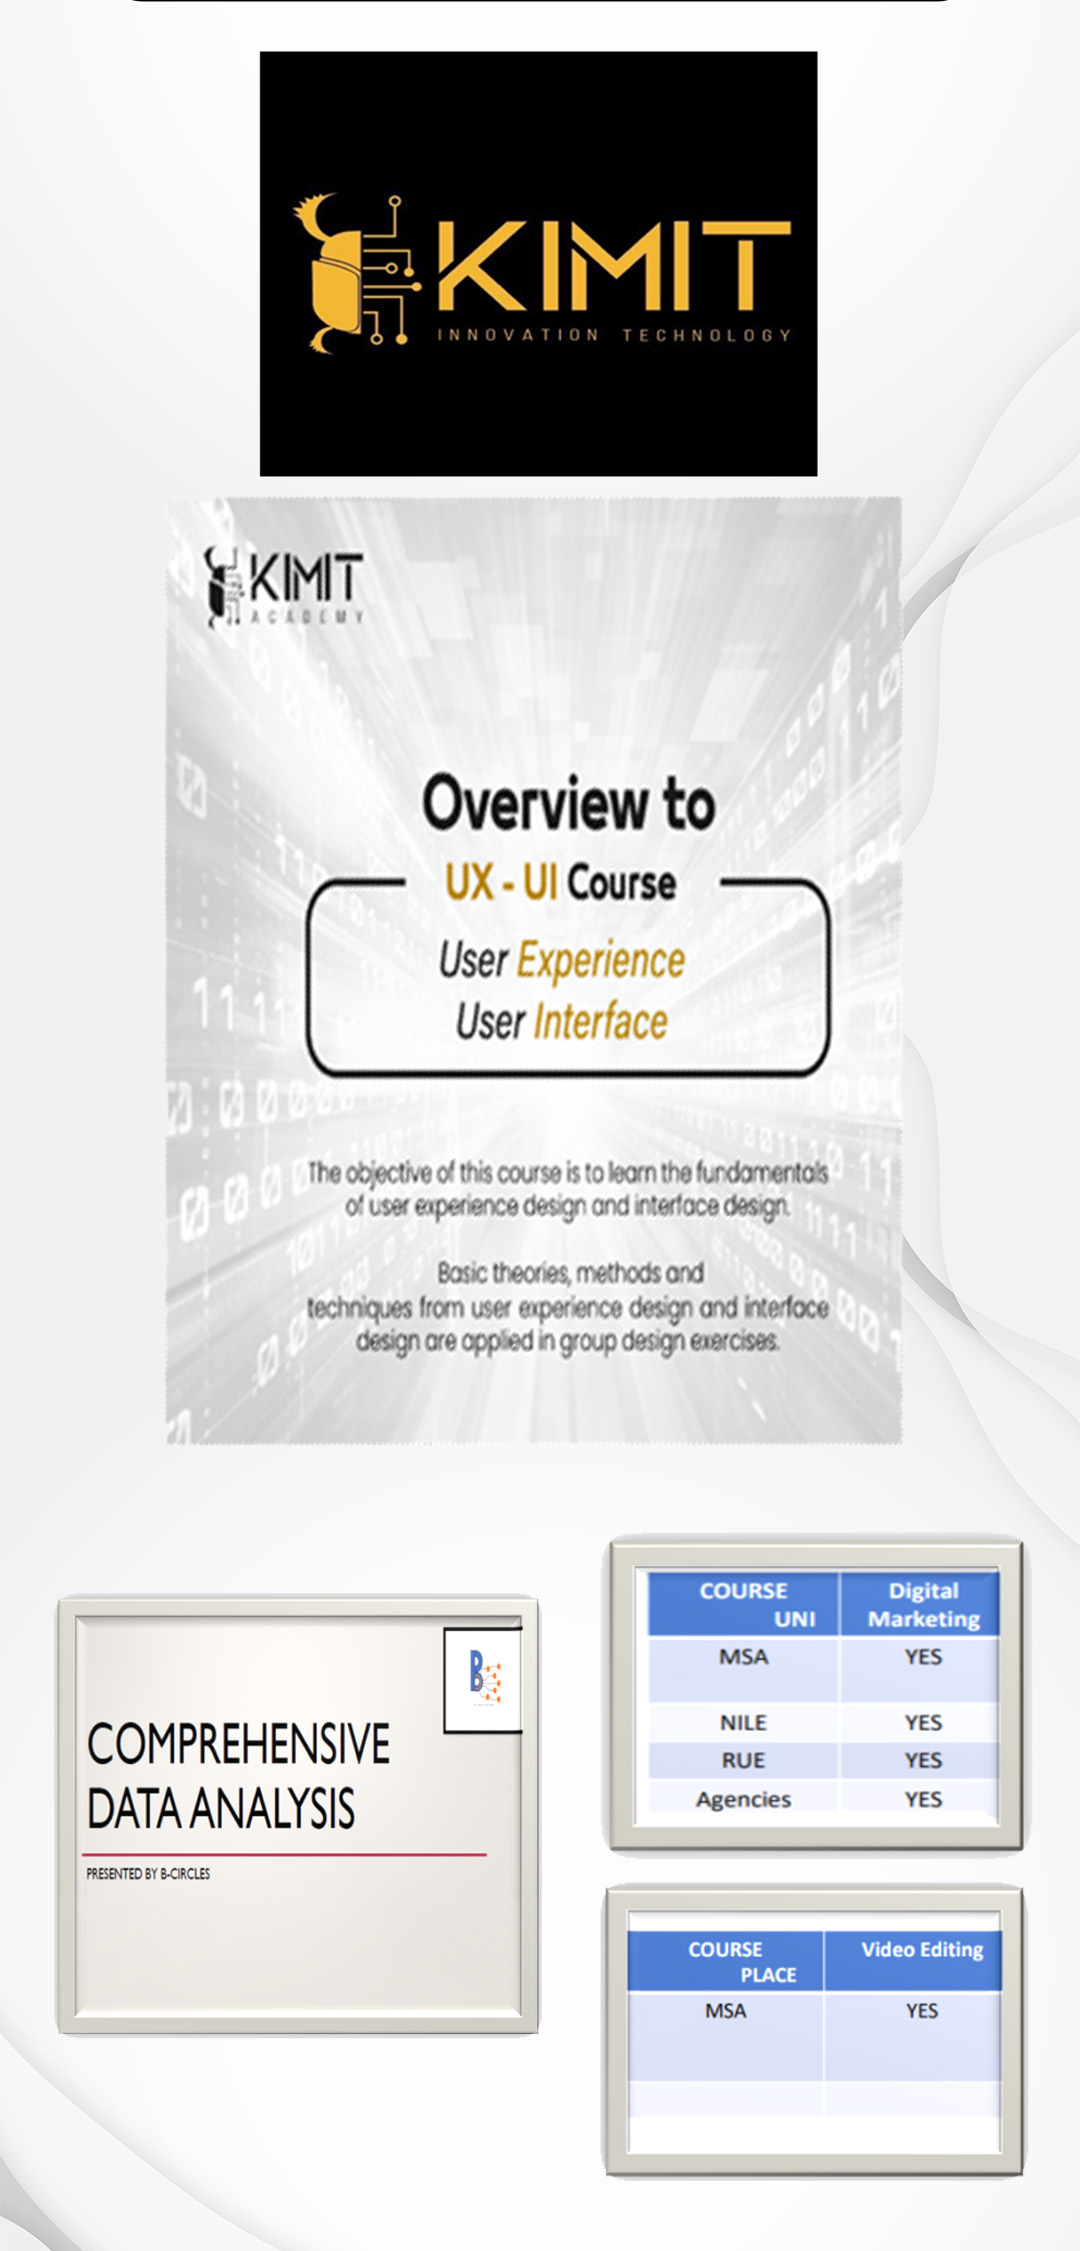 KIMIT
INNOVATION TECHNOLOGY
KIMIT
ACADEMY
Overview to
UX - UI Course
User Experience
User Interface
The objective of this course is to learn the fundamentals
of user experience design and interface design.
Basic theories, methods and
techniques from user experience design and interface
design are applied in group design exercises.
COMPREHENSIVE
DATA ANALYSIS
PRESENTED BY B-CIRCLES
B
COURSE Digital
UNI Marketing
MSA YES
NILE YES
RUE YES
Agencies YES
COURSE Video Editing
PLACE
MSA YES